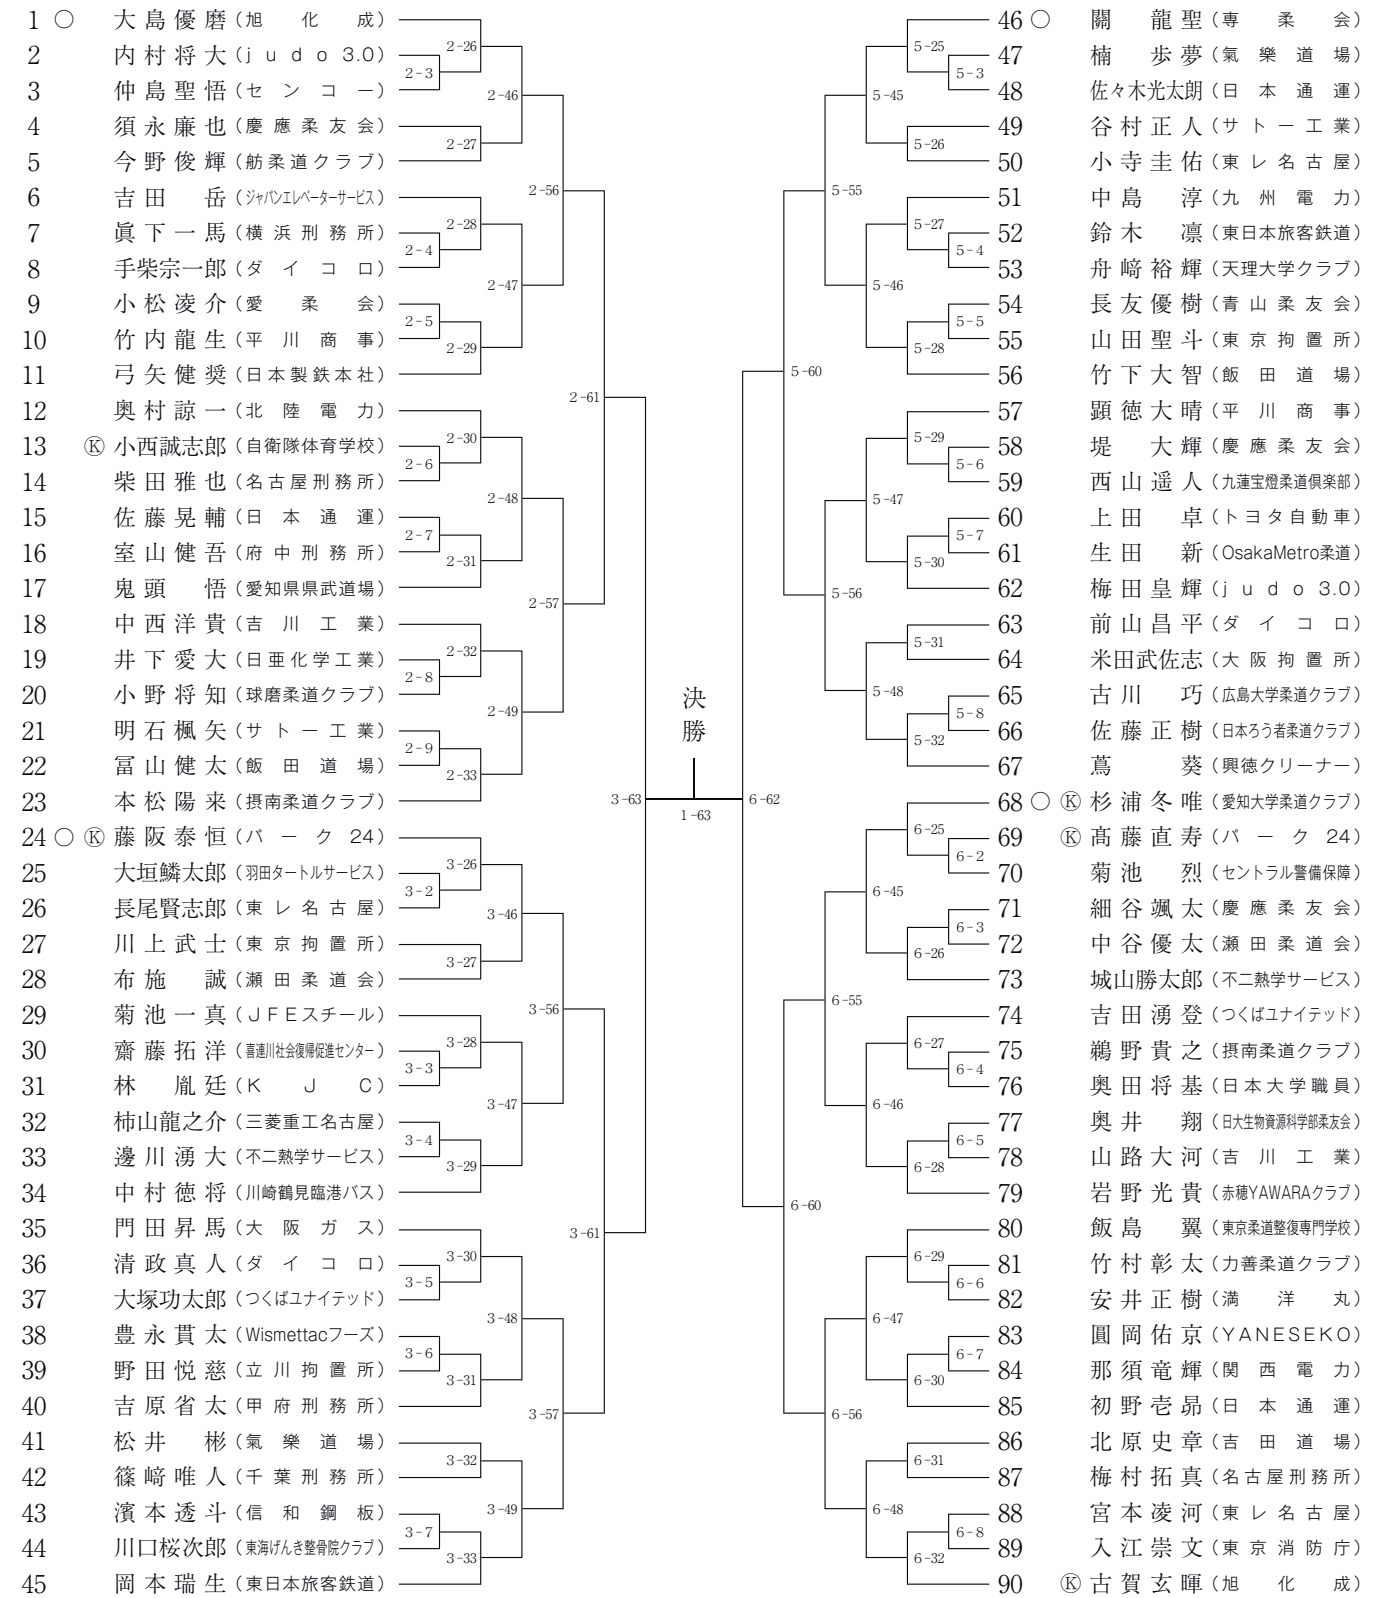 1 ○ 大島優磨（旭化成）
2 内村将大（judo 3.0）
2-26
2-3
3 仲島聖悟（センコー）
2-46
4 須永廉也（慶應柔友会）
2-27
5 今野俊輝（舫柔道クラブ）
2-56
6 吉田岳（ジャパンエレベーターサービス）
2-28
7 眞下一馬（横浜刑務所）
2-4
8 手柴宗一郎（ダイコロ）
2-47
9 小松凌介（愛柔会）
2-5
10 竹内龍生（平川商事）
2-29
11 弓矢健奨（日本製鉄本社）
2-61
12 奥村諒一（北陸電力）
2-30
13 Ⓚ 小西誠志郎（自衛隊体育学校）
2-6
14 柴田雅也（名古屋刑務所）
2-48
15 佐藤晃輔（日本通運）
2-7
16 室山健吾（府中刑務所）
2-31
17 鬼頭悟（愛知県県武道場）
2-57
18 中西洋貴（吉川工業）
2-32
19 井下愛大（日亜化学工業）
2-8
20 小野将知（球磨柔道クラブ）
2-49
21 明石楓矢（サトー工業）
2-9
22 冨山健太（飯田道場）
2-33
23 本松陽来（摂南柔道クラブ）
3-63
24 ○ Ⓚ 藤阪泰恒（パーク24）
3-26
25 大垣鱗太郎（羽田タートルサービス）
3-2
26 長尾賢志郎（東レ名古屋）
3-46
27 川上武士（東京拘置所）
3-27
28 布施誠（瀬田柔道会）
3-56
29 菊池一真（JFEスチール）
3-28
30 齋藤拓洋（喜連川社会復帰促進センター）
3-3
31 林胤廷（KJC）
3-47
32 柿山龍之介（三菱重工名古屋）
3-4
33 邊川湧大（不二熱学サービス）
3-29
34 中村徳将（川崎鶴見臨港バス）
3-61
35 門田昇馬（大阪ガス）
3-30
36 清政真人（ダイコロ）
3-5
37 大塚功太郎（つくばユナイテッド）
3-48
38 豊永貫太（Wismettacフーズ）
3-6
39 野田悦慈（立川拘置所）
3-31
40 吉原省太（甲府刑務所）
3-57
41 松井彬（氣樂道場）
3-32
42 篠﨑唯人（千葉刑務所）
3-49
43 濱本透斗（信和鋼板）
3-7
44 川口桜次郎（東海げんき整骨院クラブ）
3-33
45 岡本瑞生（東日本旅客鉄道）
決勝
1-63
46 ○ 關龍聖（専柔会）
5-25
47 楠歩夢（氣樂道場）
5-3
48 佐々木光太朗（日本通運）
5-45
49 谷村正人（サトー工業）
5-26
50 小寺圭佑（東レ名古屋）
5-55
51 中島淳（九州電力）
5-27
52 鈴木凛（東日本旅客鉄道）
5-4
53 舟﨑裕輝（天理大学クラブ）
5-46
54 長友優樹（青山柔友会）
5-5
55 山田聖斗（東京拘置所）
5-28
56 竹下大智（飯田道場）
5-60
57 顕徳大晴（平川商事）
5-29
58 堤大輝（慶應柔友会）
5-6
59 西山遥人（九蓮宝燈柔道倶楽部）
5-47
60 上田卓（トヨタ自動車）
5-7
61 生田新（OsakaMetro柔道）
5-30
62 梅田皇輝（judo 3.0）
5-56
63 前山昌平（ダイコロ）
5-31
64 米田武佐志（大阪拘置所）
5-48
65 古川巧（広島大学柔道クラブ）
5-8
66 佐藤正樹（日本ろう者柔道クラブ）
5-32
67 蔦葵（興徳クリーナー）
6-62
68 ○ Ⓚ 杉浦冬唯（愛知大学柔道クラブ）
6-25
69 Ⓚ 髙藤直寿（パーク24）
6-2
70 菊池烈（セントラル警備保障）
6-45
71 細谷颯太（慶應柔友会）
6-3
72 中谷優太（瀬田柔道会）
6-26
73 城山勝太郎（不二熱学サービス）
6-55
74 吉田湧登（つくばユナイテッド）
6-27
75 鵜野貴之（摂南柔道クラブ）
6-4
76 奥田将基（日本大学職員）
6-46
77 奥井翔（日大生物資源科学部柔友会）
6-5
78 山路大河（吉川工業）
6-28
79 岩野光貴（赤穂YAWARAクラブ）
6-60
80 飯島翼（東京柔道整復専門学校）
6-29
81 竹村彰太（力善柔道クラブ）
6-6
82 安井正樹（満洋丸）
6-47
83 圓岡佑京（YANESEKO）
6-7
84 那須竜輝（関西電力）
6-30
85 初野壱昴（日本通運）
6-56
86 北原史章（吉田道場）
6-31
87 梅村拓真（名古屋刑務所）
6-48
88 宮本凌河（東レ名古屋）
6-8
89 入江崇文（東京消防庁）
6-32
90 Ⓚ 古賀玄暉（旭化成）